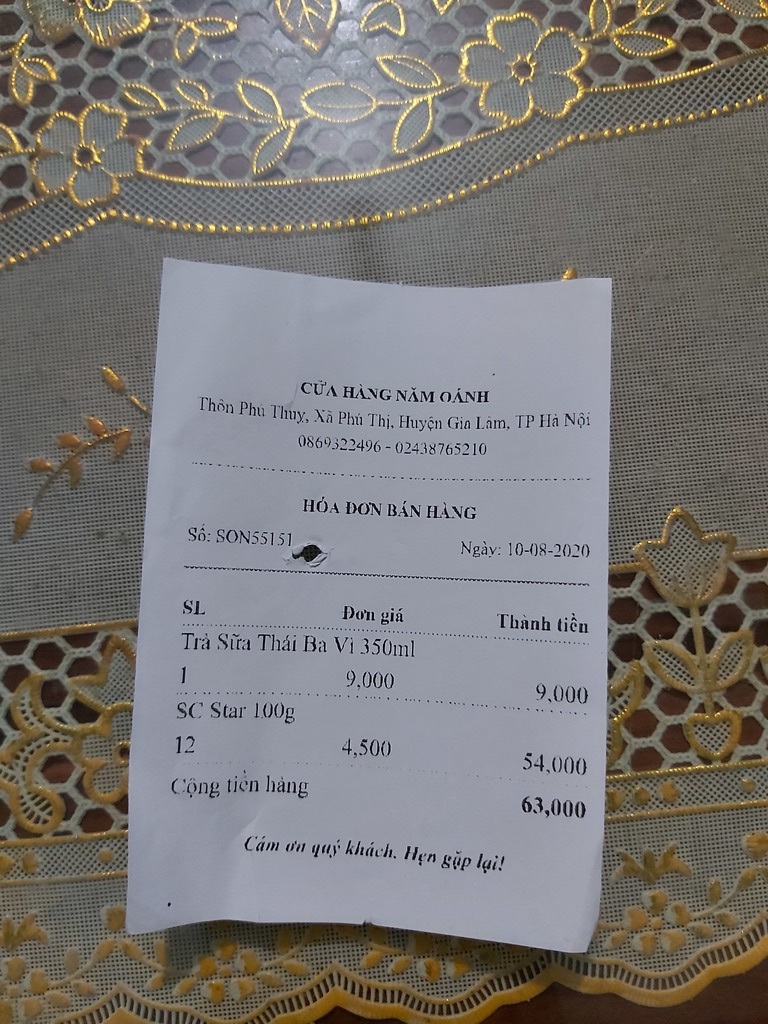 CỬA HÀNG NĂM OÁNH
Thôn Phú Thụy, Xã Phú Thị, Huyện Gia Lâm, TP Hà Nội
0869322496 - 02438765210
HÓA ĐƠN BÁN HÀNG
Số: SON55151 Ngày: 10-08-2020
SL Đơn giá Thành tiền
Trà Sữa Thái Ba Vì 350ml
1 9,000 9,000
SC Star 100g
12 4,500 54,000
Cộng tiền hàng 63,000
Cám ơn quý khách. Hẹn gặp lại!